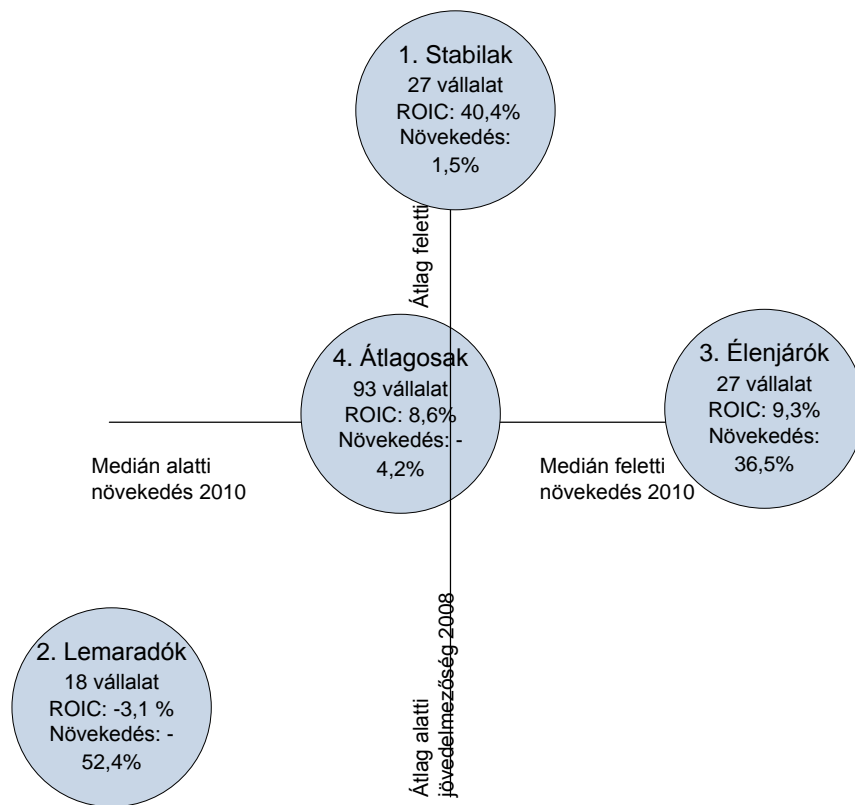 1. Stabilak
27 vállalat
ROIC: 40,4%
Növekedés:
1,5%
Átlag feletti
4. Átlagosak
93 vállalat
ROIC: 8,6%
Növekedés: -
4,2%
3. Élenjárók
27 vállalat
ROIC: 9,3%
Növekedés:
36,5%
Medián alatti
növekedés 2010
Medián feletti
növekedés 2010
2. Lemaradók
18 vállalat
ROIC: -3,1 %
Növekedés: -
52,4%
Átlag alatti
jövedelmezőség 2008